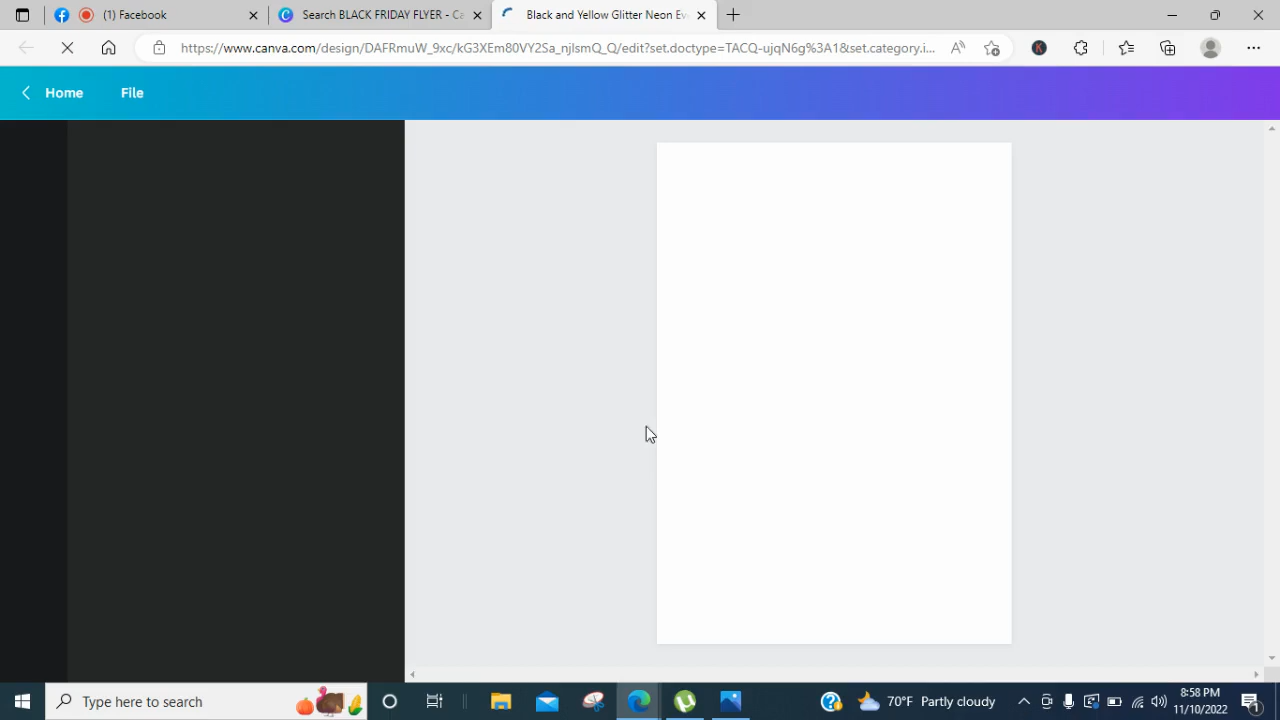 (1) Facebook
Search BLACK FRIDAY FLYER - Ca
Black and Yellow Glitter Neon Eve
https://www.canva.com/design/DAFRmuW_9xc/kG3XEm80VY2Sa_njlsmQ_Q/edit?set.doctype=TACQ-ujqN6g%3A1&set.category.i...
K
Home
File
Type here to search
70°F Partly cloudy
8:58 PM
11/10/2022
1